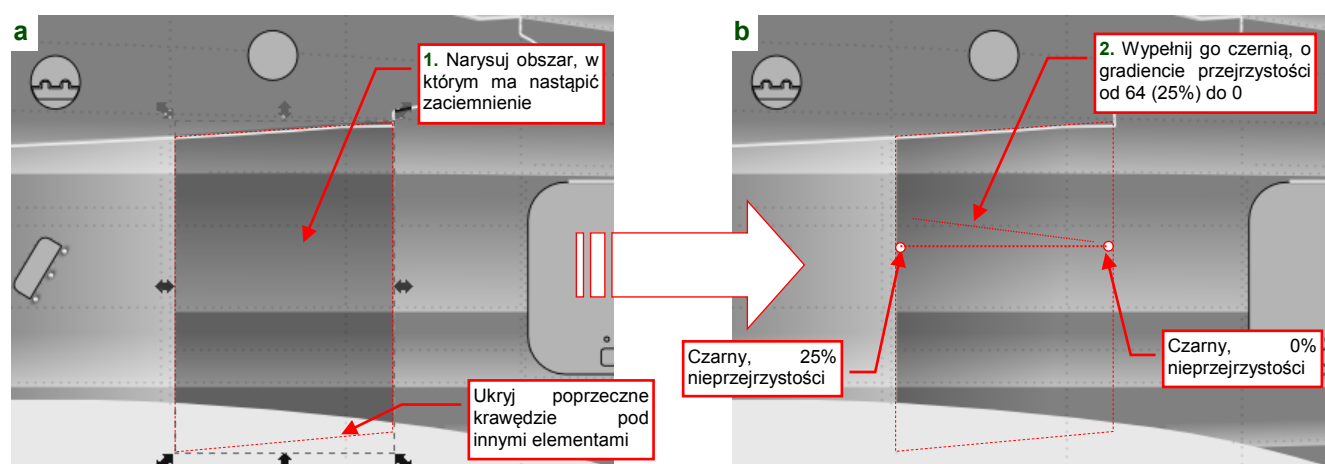 a
1. Narysuj obszar, w
którym ma nastąpić
zaciemnienie
Ukryj poprzeczne
krawędzie pod
innymi elementami
b
2. Wypełnij go czernią, o
gradiencie przejrzystości
od 64 (25%) do 0
Czarny, 25%
nieprzejrzystości
Czarny, 0%
nieprzejrzystości